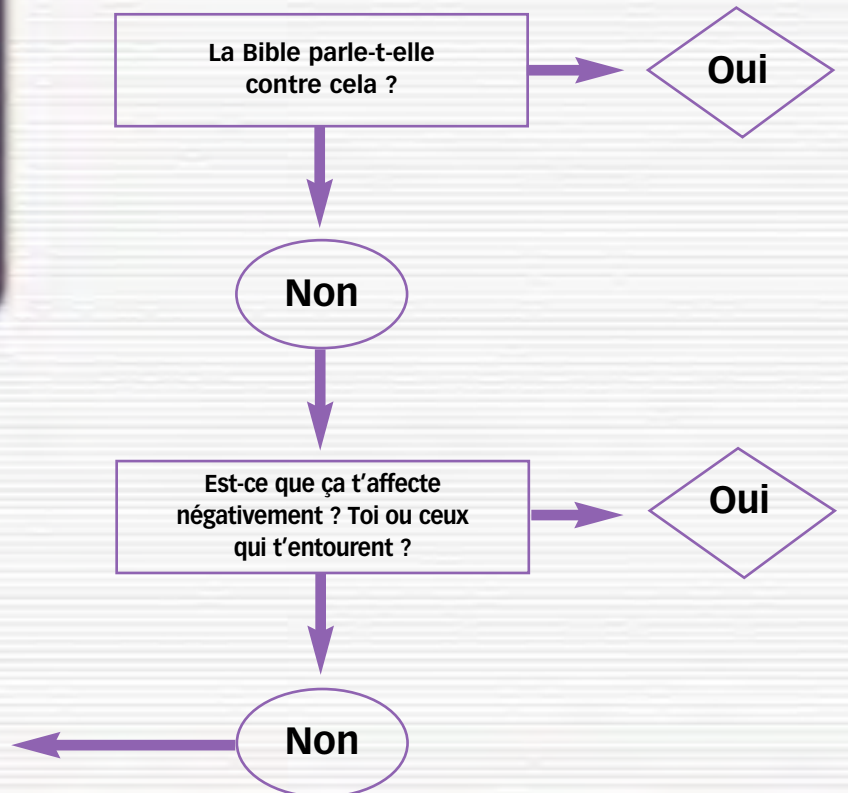 La Bible parle-t-elle
contre cela ?
Oui
Non
Est-ce que ça t'affecte
négativement ? Toi ou ceux
qui t'entourent ?
Oui
Non